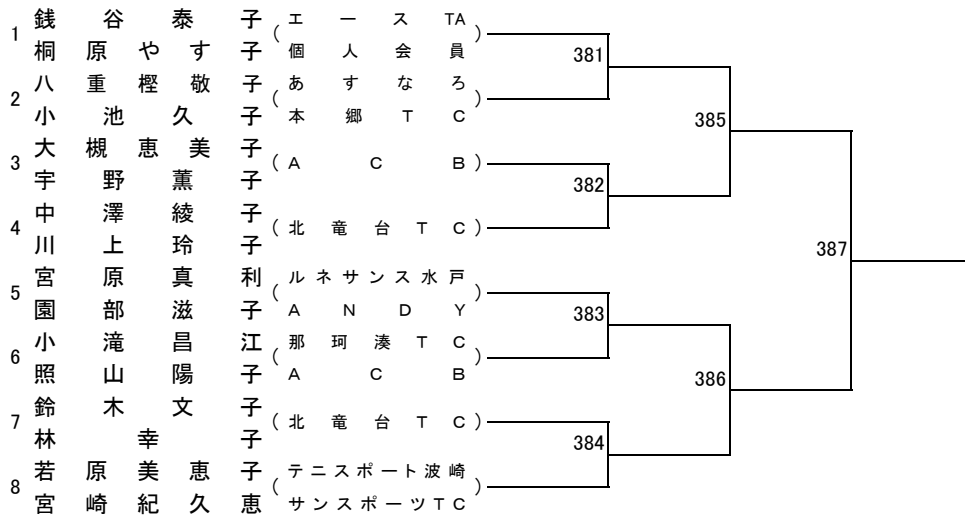 1 銭谷泰子 (エースTA)
桐原やす子 個人会員
2 八重樫敬子 (あすなろ)
小池久子 本郷TC
3 大槻恵美子 (ACB)
宇野薫子
4 中澤綾子 (北竜台TC)
川上玲子
5 宮原真利 (ルネサンス水戸)
園部滋子 ANDY
6 小滝昌江 (那珂湊TC)
照山陽子 ACB
7 鈴木文子 (北竜台TC)
林幸子
8 若原美恵子 (テニスポート波崎)
宮崎紀久恵 サンスポーツTC
381
382
383
384
385
386
387